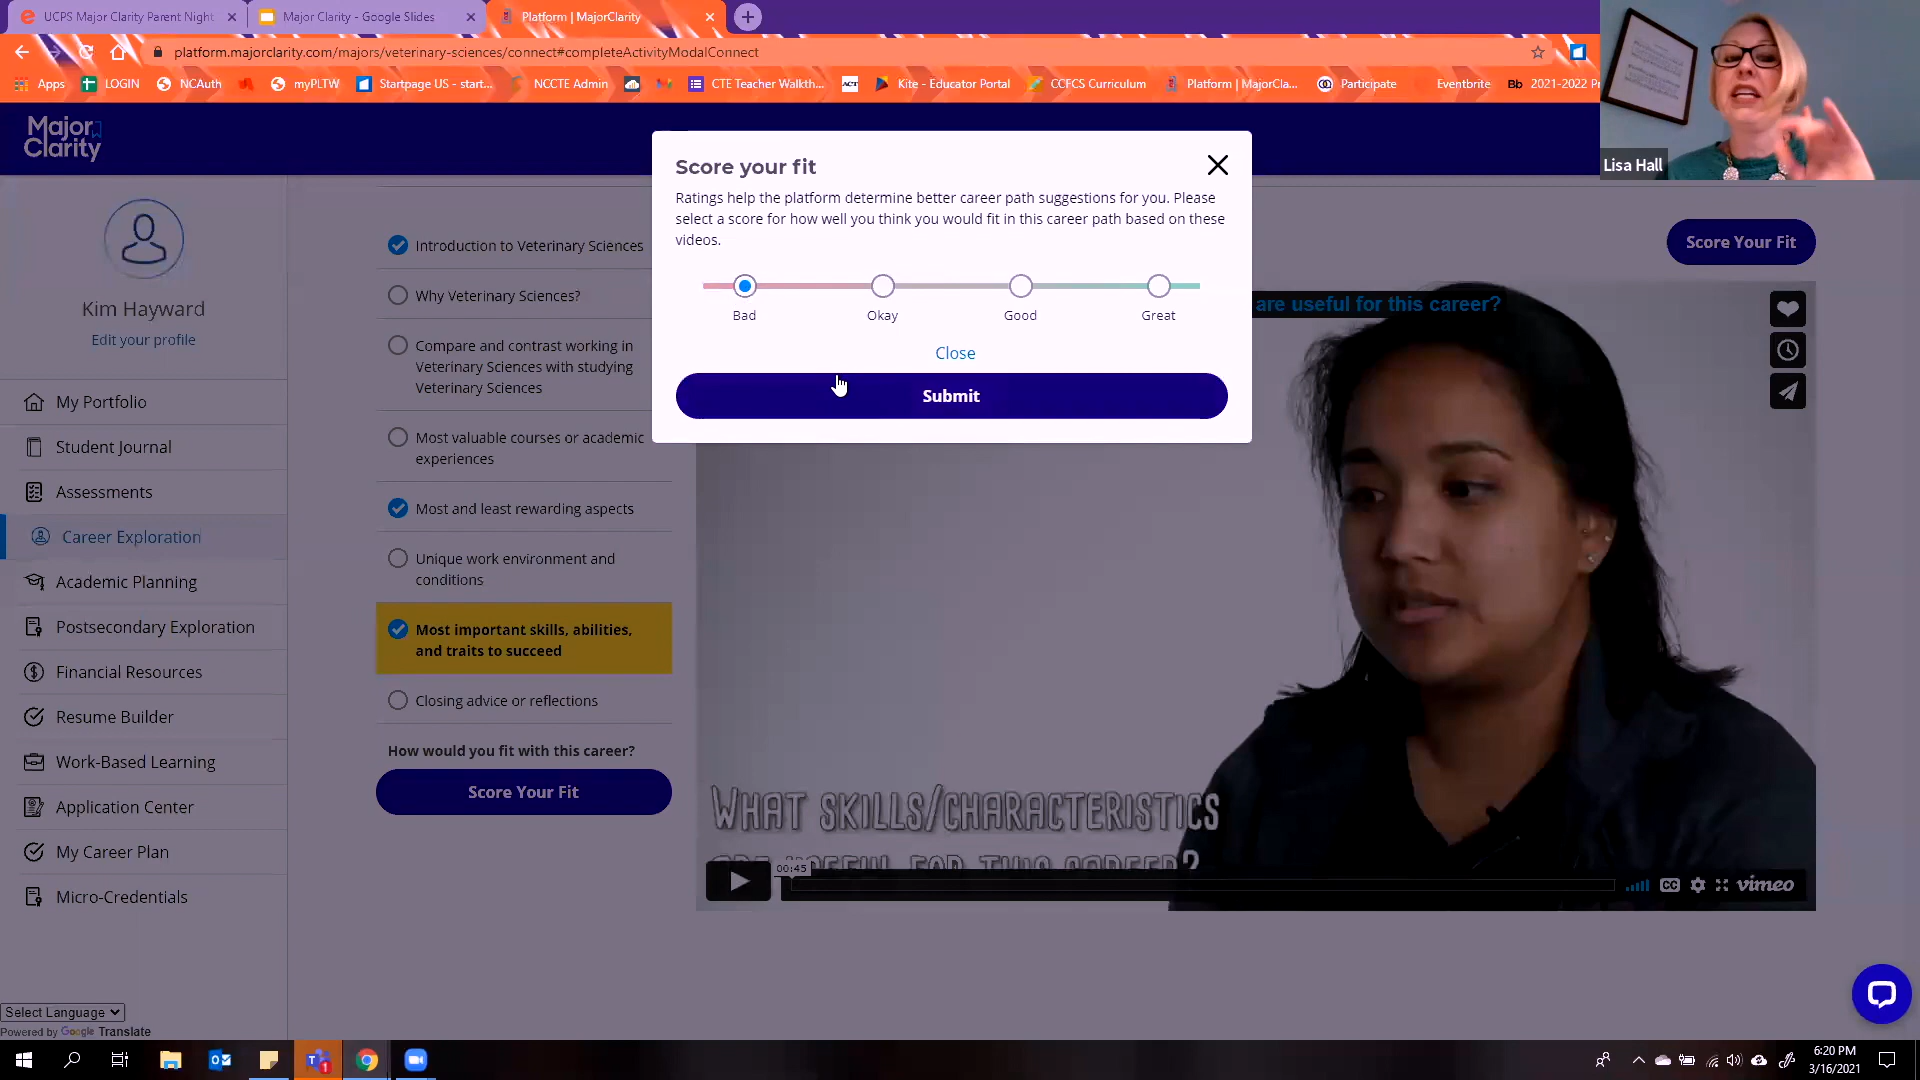 UCPS Major Clarity Parent Night
Major Clarity - Google Slides
Platform | MajorClarity
platform.majorclarity.com/majors/veterinary-sciences/connect#completeActivityModalConnect
Apps
LOGIN
NCAuth
myPLTW
Startpage US - start...
NCCTE Admin
CTE Teacher Walkth...
ACT
Kite - Educator Portal
CCFCS Curriculum
Platform | MajorCla...
Participate
Eventbrite
Bb 2021-2022 P
Lisa Hall
Major
Clarity
Kim Hayward
Edit your profile
My Portfolio
Student Journal
Assessments
Career Exploration
Academic Planning
Postsecondary Exploration
Financial Resources
Resume Builder
Work-Based Learning
Application Center
My Career Plan
Micro-Credentials
Select Language
Powered by Google Translate
Introduction to Veterinary Sciences
Why Veterinary Sciences?
Compare and contrast working in
Veterinary Sciences with studying
Veterinary Sciences
Most valuable courses or academic
experiences
Most and least rewarding aspects
Unique work environment and
conditions
Most important skills, abilities,
and traits to succeed
Closing advice or reflections
How would you fit with this career?
Score Your Fit
Score your fit
Ratings help the platform determine better career path suggestions for you. Please
select a score for how well you think you would fit in this career path based on these
videos.
Bad
Okay
Good
Great
Close
Submit
Score Your Fit
are useful for this career?
WHAT SKILLS/CHARACTERISTICS
ARE USEFUL FOR THIS CAREER?
00:45
CC
vimeo
6:20 PM
3/16/2021